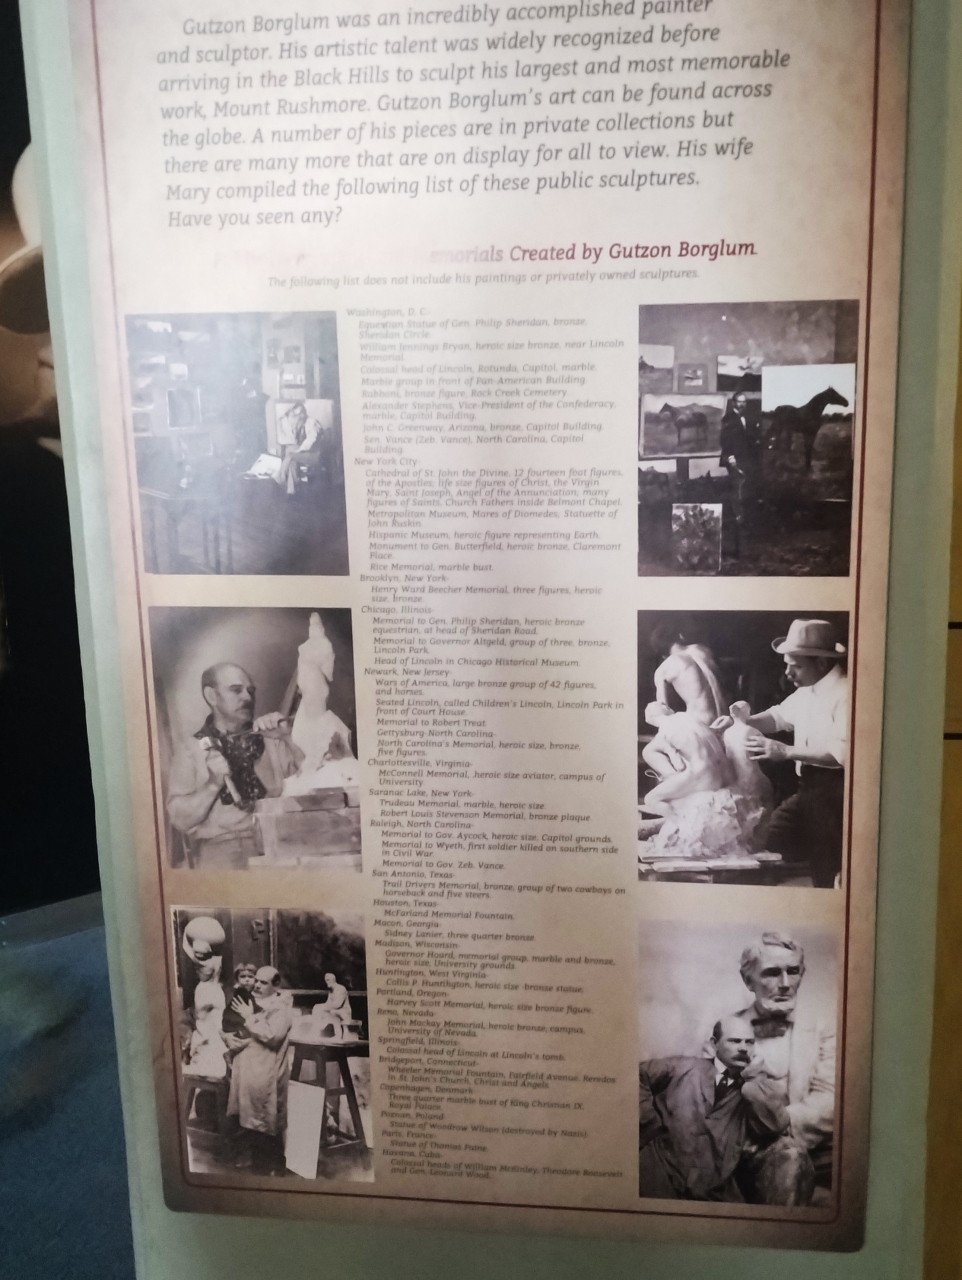 Gutzon Borglum was an incredibly accomplished painter
and sculptor. His artistic talent was widely recognized before
arriving in the Black Hills to sculpt his largest and most memorable
work, Mount Rushmore. Gutzon Borglum's art can be found across
the globe. A number of his pieces are in private collections but
there are many more that are on display for all to view. His wife
Mary compiled the following list of these public sculptures.
Have you seen any?
Created by Gutzon Borglum.
The following list does not include his paintings or privately owned sculptures.
Washington, D. C.-
Equestrian Statue of Gen. Philip Sheridan, bronze,
Sheridan Circle.
William Jennings Bryan, heroic size bronze, near Lincoln
Memorial.
Colossal head of Lincoln, Rotunda, Capitol, marble.
Marble group in front of Pan-American Building.
Rabboni, bronze figure, Rock Creek Cemetery.
Alexander Stephens, Vice-President of the Confederacy,
marble, Capitol Building.
John C. Greenway, Arizona, bronze, Capitol Building.
Sen. Vance (Zeb. Vance), North Carolina, Capitol
Building.
New York City-
Cathedral of St. John the Divine, 12 fourteen foot figures,
of the Apostles; life size figures of Christ, the Virgin
Mary, Saint Joseph, Angel of the Annunciation; many
figures of Saints, Church Fathers inside Belmont Chapel.
Metropolitan Museum, Mares of Diomedes; Statuette of
John Ruskin.
Hispanic Museum, heroic figure representing Earth.
Monument to Gen. Butterfield, heroic bronze, Claremont
Place.
Rice Memorial, marble bust.
Brooklyn, New York-
Henry Ward Beecher Memorial, three figures, heroic
size, bronze.
Chicago, Illinois-
Memorial to Gen. Philip Sheridan, heroic bronze
equestrian, at head of Sheridan Road.
Memorial to Governor Altgeld, group of three, bronze,
Lincoln Park.
Head of Lincoln in Chicago Historical Museum.
Newark, New Jersey-
Wars of America, large bronze group of 42 figures,
and horses.
Seated Lincoln, called Children's Lincoln, Lincoln Park in
front of Court House.
Memorial to Robert Treat.
Gettysburg-North Carolina-
North Carolina's Memorial, heroic size, bronze,
five figures.
Charlottesville, Virginia-
McConnell Memorial, heroic size aviator, campus of
University.
Saranac Lake, New York-
Trudeau Memorial, marble, heroic size.
Robert Louis Stevenson Memorial, bronze plaque.
Raleigh, North Carolina-
Memorial to Gov. Aycock, heroic size, Capitol grounds.
Memorial to Wyeth, first soldier killed on southern side
in Civil War.
Memorial to Gov. Zeb. Vance.
San Antonio, Texas-
Trail Drivers Memorial, bronze, group of two cowboys on
horseback and five steers.
Houston, Texas-
McFarland Memorial Fountain.
Macon, Georgia-
Sidney Lanier, three quarter bronze.
Madison, Wisconsin-
Governor Hoard, memorial group, marble and bronze,
heroic size, University grounds.
Huntington, West Virginia-
Collis P. Huntington, heroic size -bronze statue.
Portland, Oregon-
Harvey Scott Memorial, heroic size bronze figure.
Reno, Nevada-
John Mackay Memorial, heroic bronze, campus,
University of Nevada.
Springfield, Illinois-
Colossal head of Lincoln at Lincoln's tomb.
Bridgeport, Connecticut-
Wheeler Memorial Fountain, Fairfield Avenue. Reredos
in St. John's Church, Christ and Angels.
Copenhagen, Denmark-
Three quarter marble bust of King Christian IX,
Royal Palace.
Poznan, Poland-
Statue of Woodrow Wilson (destroyed by Nazis).
Paris, France-
Statue of Thomas Paine.
Havana, Cuba-
Colossal heads of William McKinley, Theodore Roosevelt
and Gen. Leonard Wood.